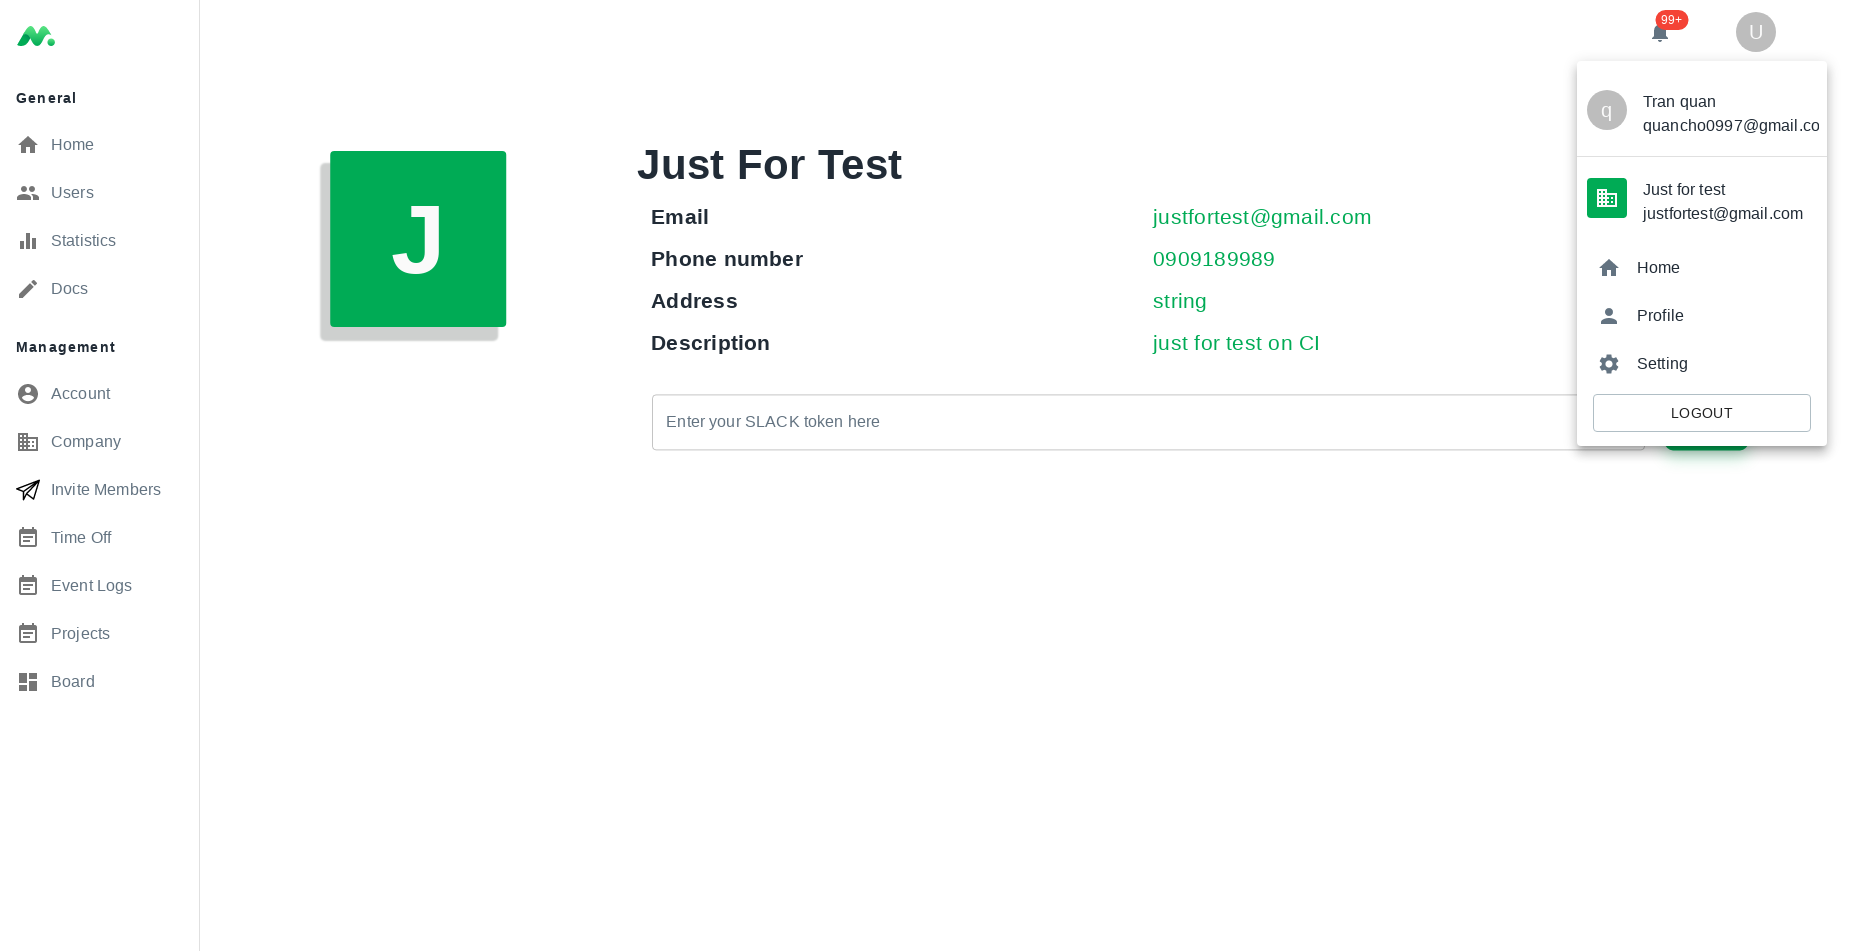 99+
U
General
Home
Users
Statistics
Docs
Management
Account
Company
Invite Members
Time Off
Event Logs
Projects
Board
J
Just For Test
Email
justfortest@gmail.com
Phone number
0909189989
Address
string
Description
just for test on CI
Enter your SLACK token here
q
Tran quan
quancho0997@gmail.co
Just for test
justfortest@gmail.com
Home
Profile
Setting
LOGOUT